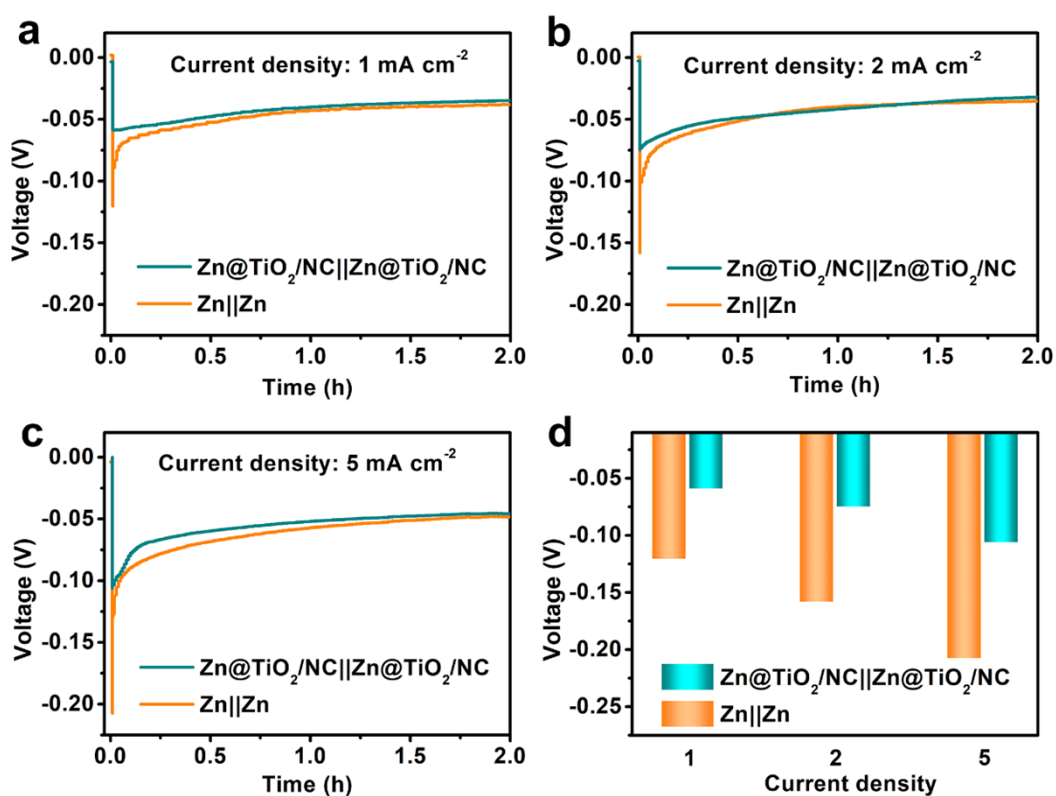 a
Current density: 1 mA cm⁻²
0.00
-0.05
-0.10
-0.15
-0.20
Voltage (V)
Zn@TiO₂/NC||Zn@TiO₂/NC
Zn||Zn
0.0 0.5 1.0 1.5 2.0
Time (h)
b
Current density: 2 mA cm⁻²
0.00
-0.05
-0.10
-0.15
-0.20
Voltage (V)
Zn@TiO₂/NC||Zn@TiO₂/NC
Zn||Zn
0.0 0.5 1.0 1.5 2.0
Time (h)
c
Current density: 5 mA cm⁻²
0.00
-0.05
-0.10
-0.15
-0.20
Voltage (V)
Zn@TiO₂/NC||Zn@TiO₂/NC
Zn||Zn
0.0 0.5 1.0 1.5 2.0
Time (h)
d
-0.05
-0.10
-0.15
-0.20
-0.25
Voltage (V)
Zn@TiO₂/NC||Zn@TiO₂/NC
Zn||Zn
1 2 5
Current density